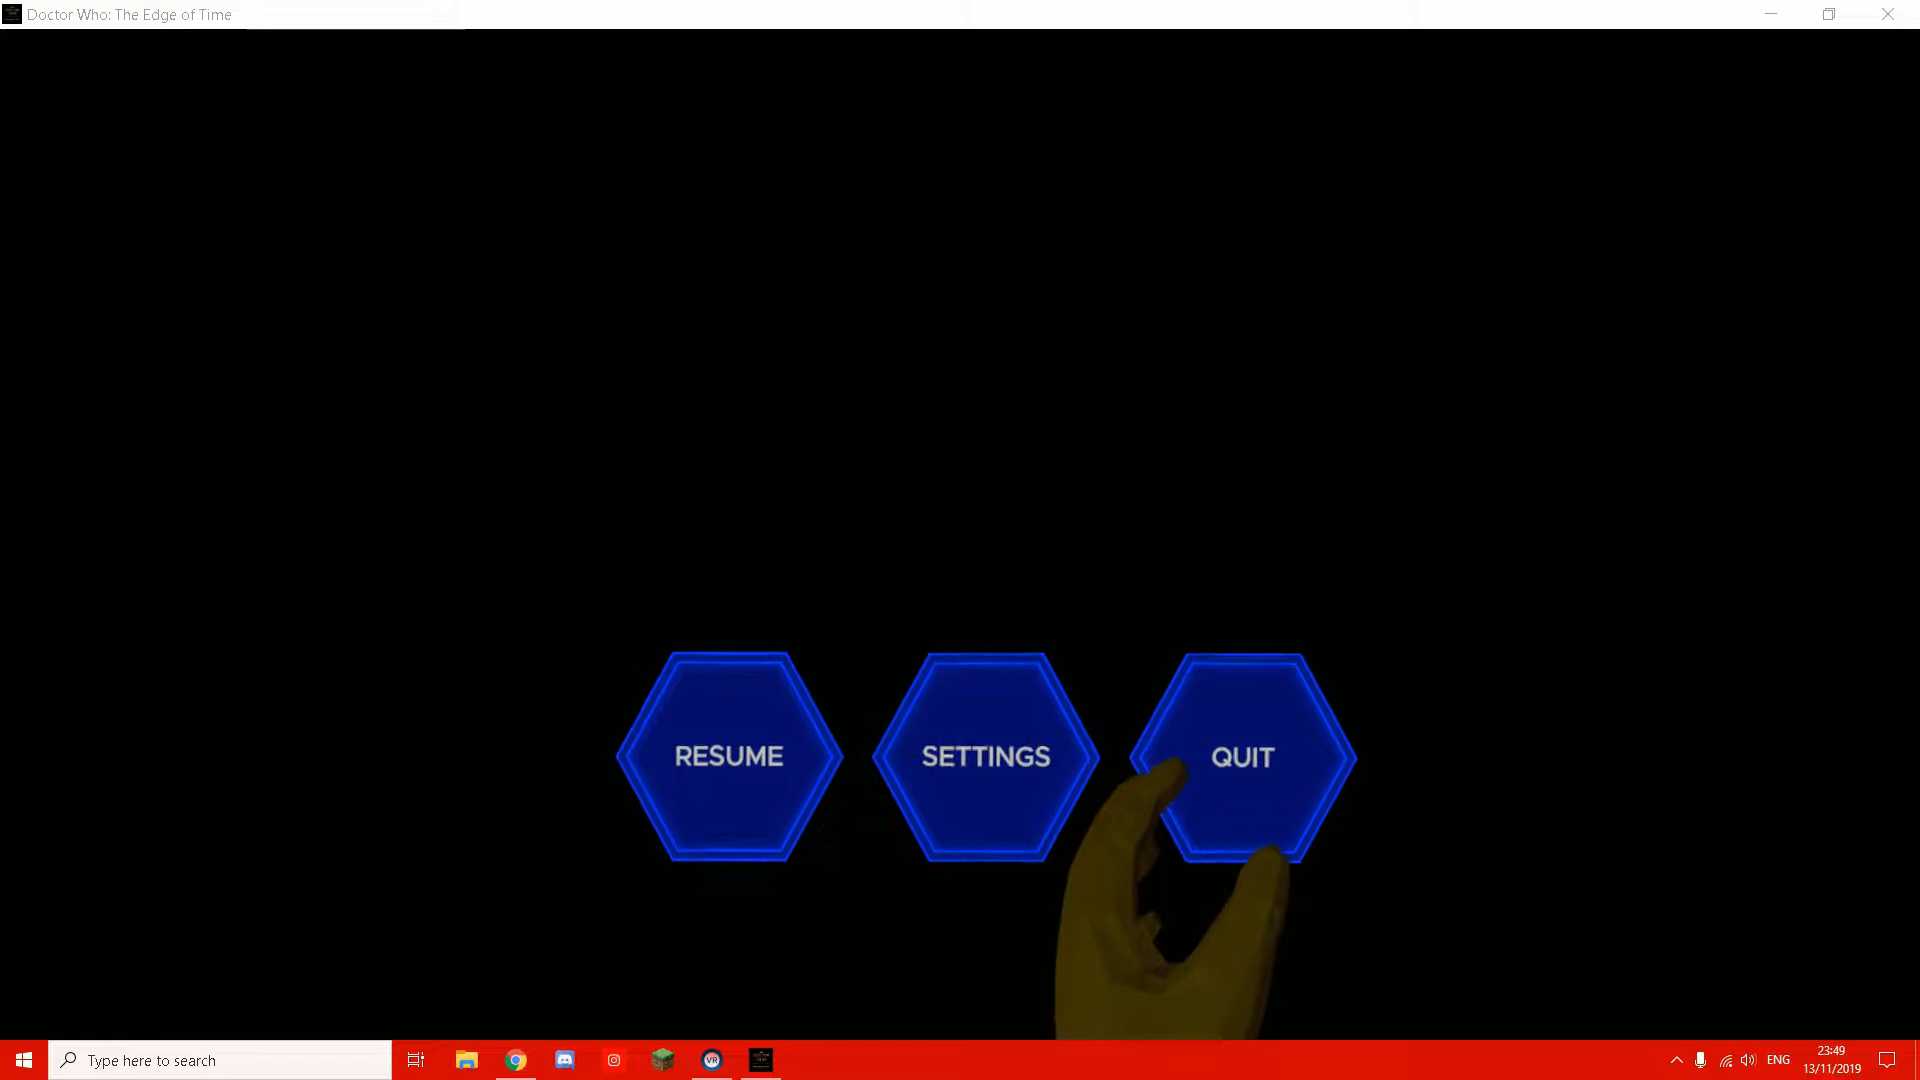 Doctor Who: The Edge of Time
RESUME
SETTINGS
QUIT
Type here to search
VR
ENG
23:49
13/11/2019